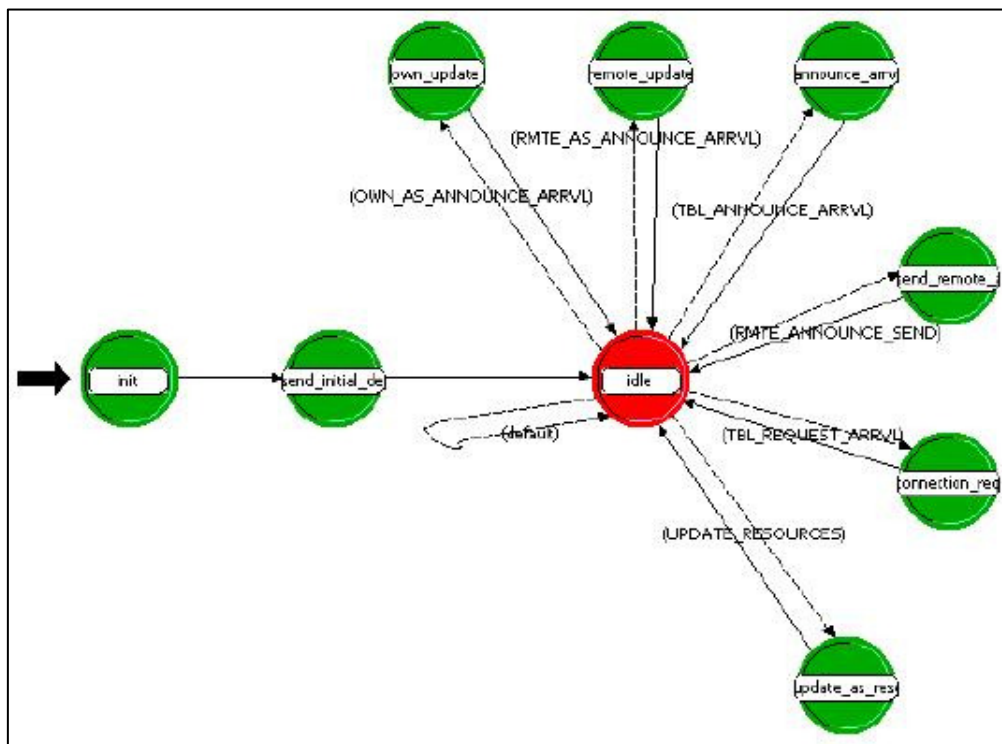 own_update
remote_update
announce_arrv
(RMTE_AS_ANNOUNCE_ARRVL)
(OWN_AS_ANNOUNCE_ARRVL)
(TBL_ANNOUNCE_ARRVL)
send_remote_
(RMTE_ANNOUNCE_SEND)
init
send_initial_de
idle
(default)
(TBL_REQUEST_ARRVL)
connection_req
(UPDATE_RESOURCES)
update_as_res